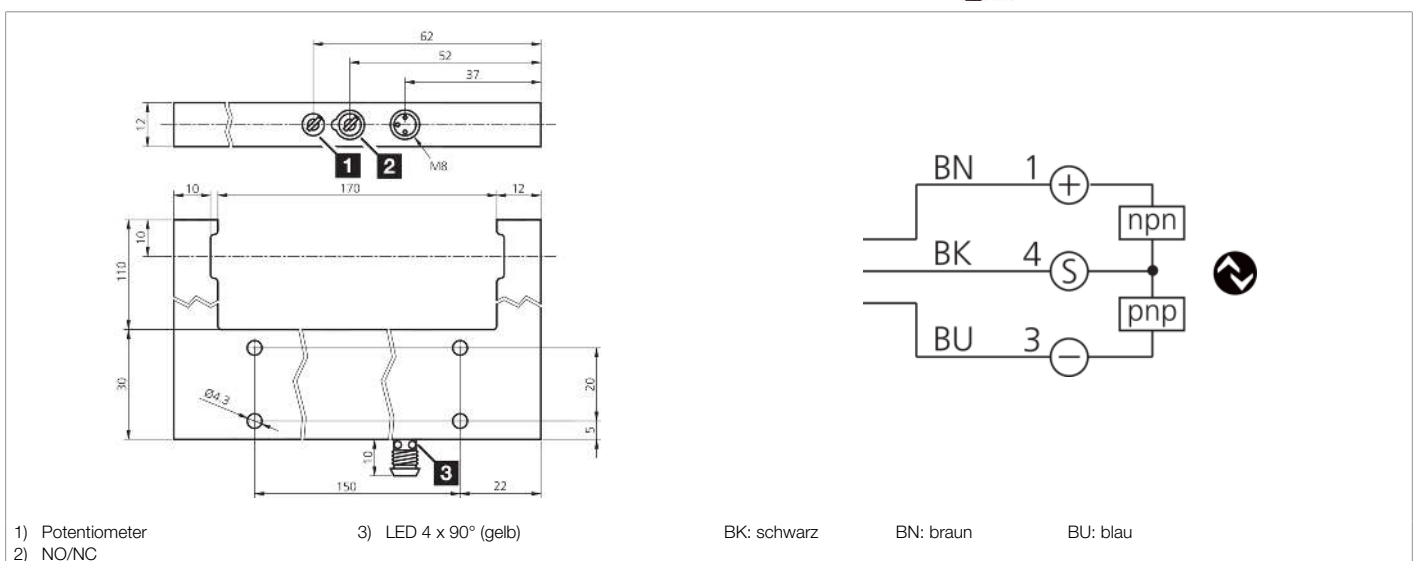 62
52
37
12
1
2
M8
10
170
12
10
110
30
Ø4.3
20
5
10
3
150
22
BN 1 +
npn
BK 4 S
pnp
BU 3 −
1) Potentiometer 3) LED 4 x 90° (gelb) BK: schwarz BN: braun BU: blau
2) NO/NC